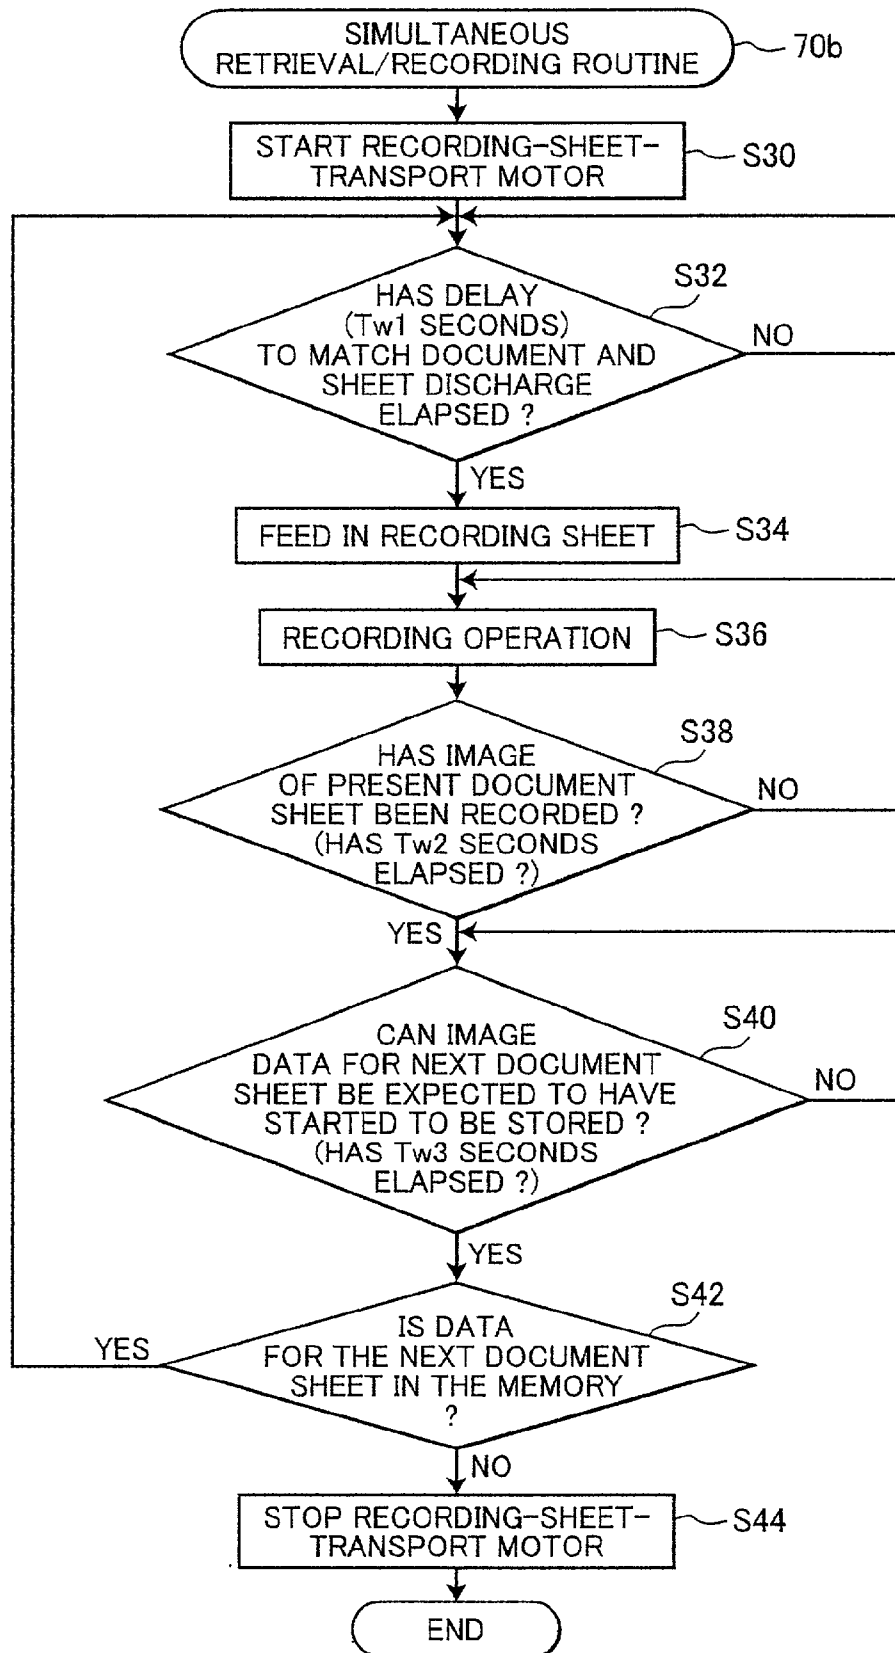 SIMULTANEOUS
RETRIEVAL/RECORDING ROUTINE
70b
START RECORDING-SHEET-
TRANSPORT MOTOR
S30
HAS DELAY
(Tw1 SECONDS)
TO MATCH DOCUMENT AND
SHEET DISCHARGE
ELAPSED ?
S32
NO
YES
FEED IN RECORDING SHEET
S34
RECORDING OPERATION
S36
HAS IMAGE
OF PRESENT DOCUMENT
SHEET BEEN RECORDED ?
(HAS Tw2 SECONDS
ELAPSED ?)
S38
NO
YES
CAN IMAGE
DATA FOR NEXT DOCUMENT
SHEET BE EXPECTED TO HAVE
STARTED TO BE STORED ?
(HAS Tw3 SECONDS
ELAPSED ?)
S40
NO
YES
IS DATA
FOR THE NEXT DOCUMENT
SHEET IN THE MEMORY
?
S42
YES
NO
STOP RECORDING-SHEET-
TRANSPORT MOTOR
S44
END